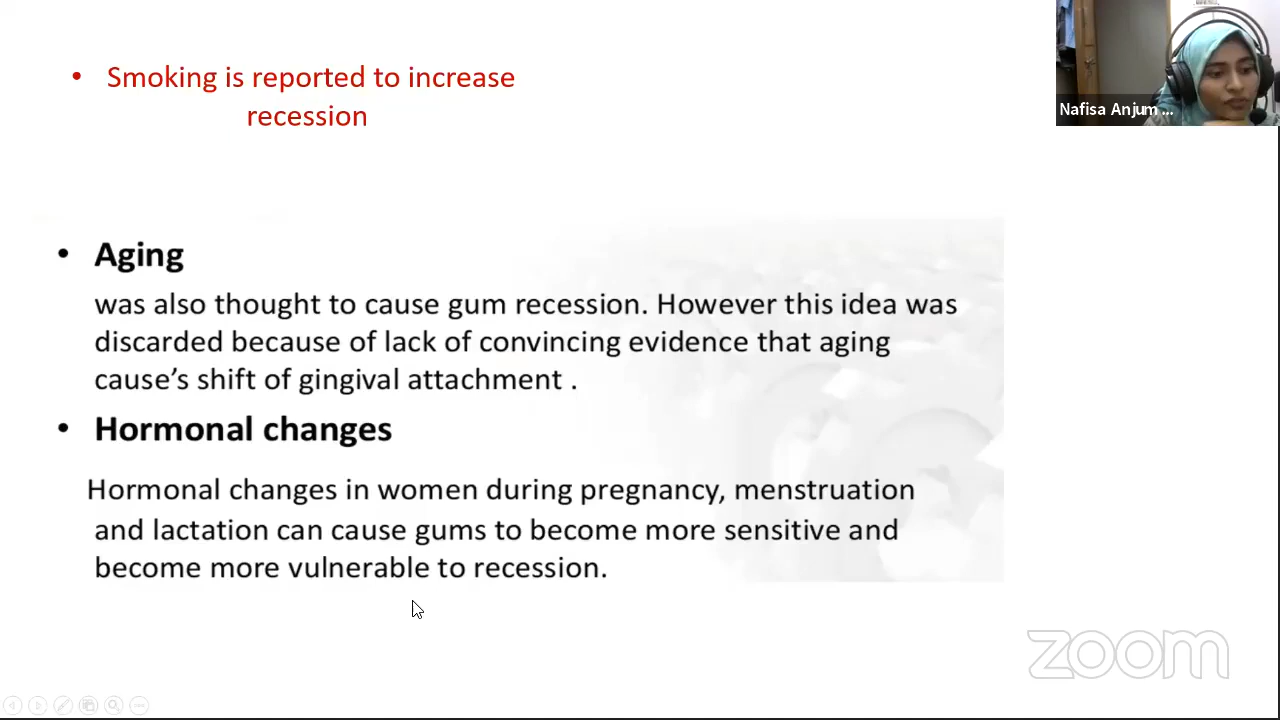 • Smoking is reported to increase
recession
Nafisa Anjum ...
• Aging
was also thought to cause gum recession. However this idea was
discarded because of lack of convincing evidence that aging
cause’s shift of gingival attachment .
• Hormonal changes
Hormonal changes in women during pregnancy, menstruation
and lactation can cause gums to become more sensitive and
become more vulnerable to recession.
zoom